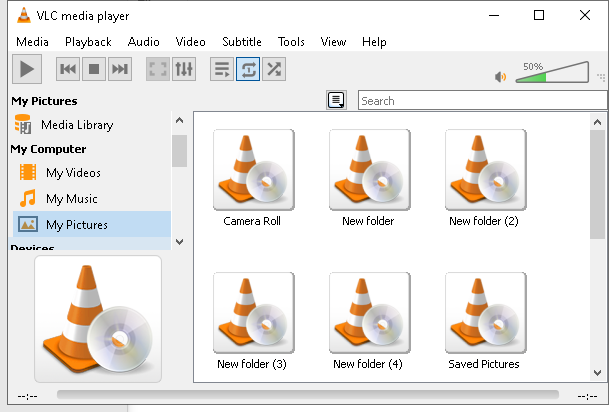 VLC media player
Media Playback Audio Video Subtitle Tools View Help
50%
My Pictures
Search
Media Library
My Computer
My Videos
My Music
My Pictures
Devices
Camera Roll New folder New folder (2)
New folder (3) New folder (4) Saved Pictures
--:-- --:--